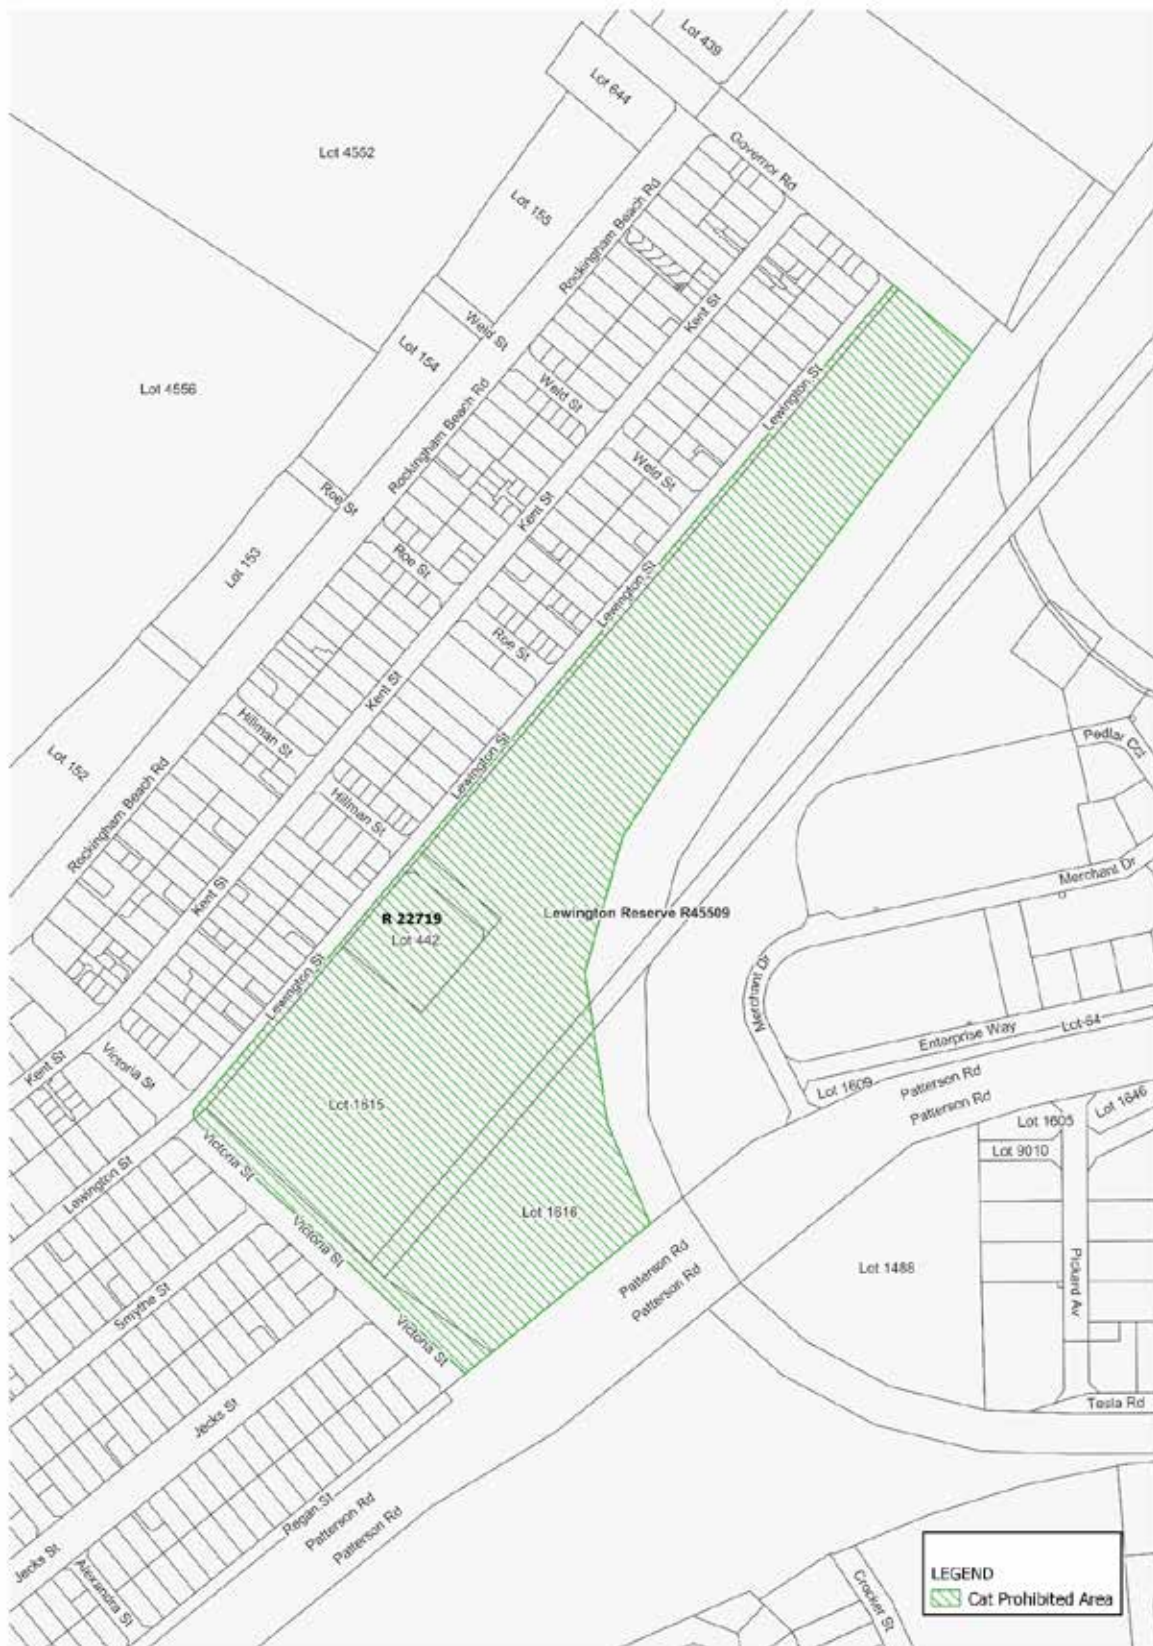 Lot 439
Lot 644
Governor Rd
Lot 4552
Lot 155
Rockingham Beach Rd
Kent St
Weld St
Lot 154
Lewington St
Weld St
Lot 4556
Rockingham Beach Rd
Weld St
Roe St
Kent St
Roe St
Lot 153
Lewington St
Roe St
Kent St
Hillman St
Pedlar Cct
Lot 152
Lewington St
Rockingham Beach Rd
Hillman St
Merchant Dr
Kent St
R 22719
Lewington Reserve R45509
Lot 442
Lewington St
Merchant Dr
Enterprise Way
Lot 64
Kent St
Victoria St
Lot 1609
Patterson Rd
Patterson Rd
Lot 1615
Lot 1605
Lot 1646
Lot 9010
Victoria St
Lewington St
Lot 1616
Victoria St
Patterson Rd
Patterson Rd
Lot 1488
Pickard Av
Smythe St
Victoria St
Tesla Rd
Jecks St
Regan St
Patterson Rd
Patterson Rd
Jecks St
Alexandra St
Crocker St
LEGEND
Cat Prohibited Area